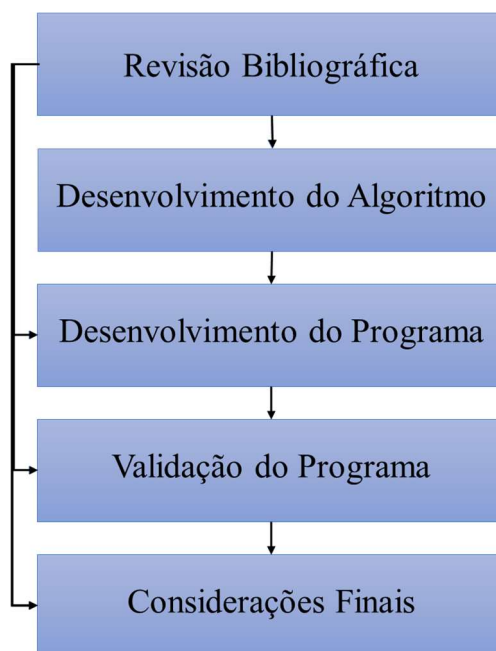 Revisão Bibliográfica
Desenvolvimento do Algoritmo
Desenvolvimento do Programa
Validação do Programa
Considerações Finais